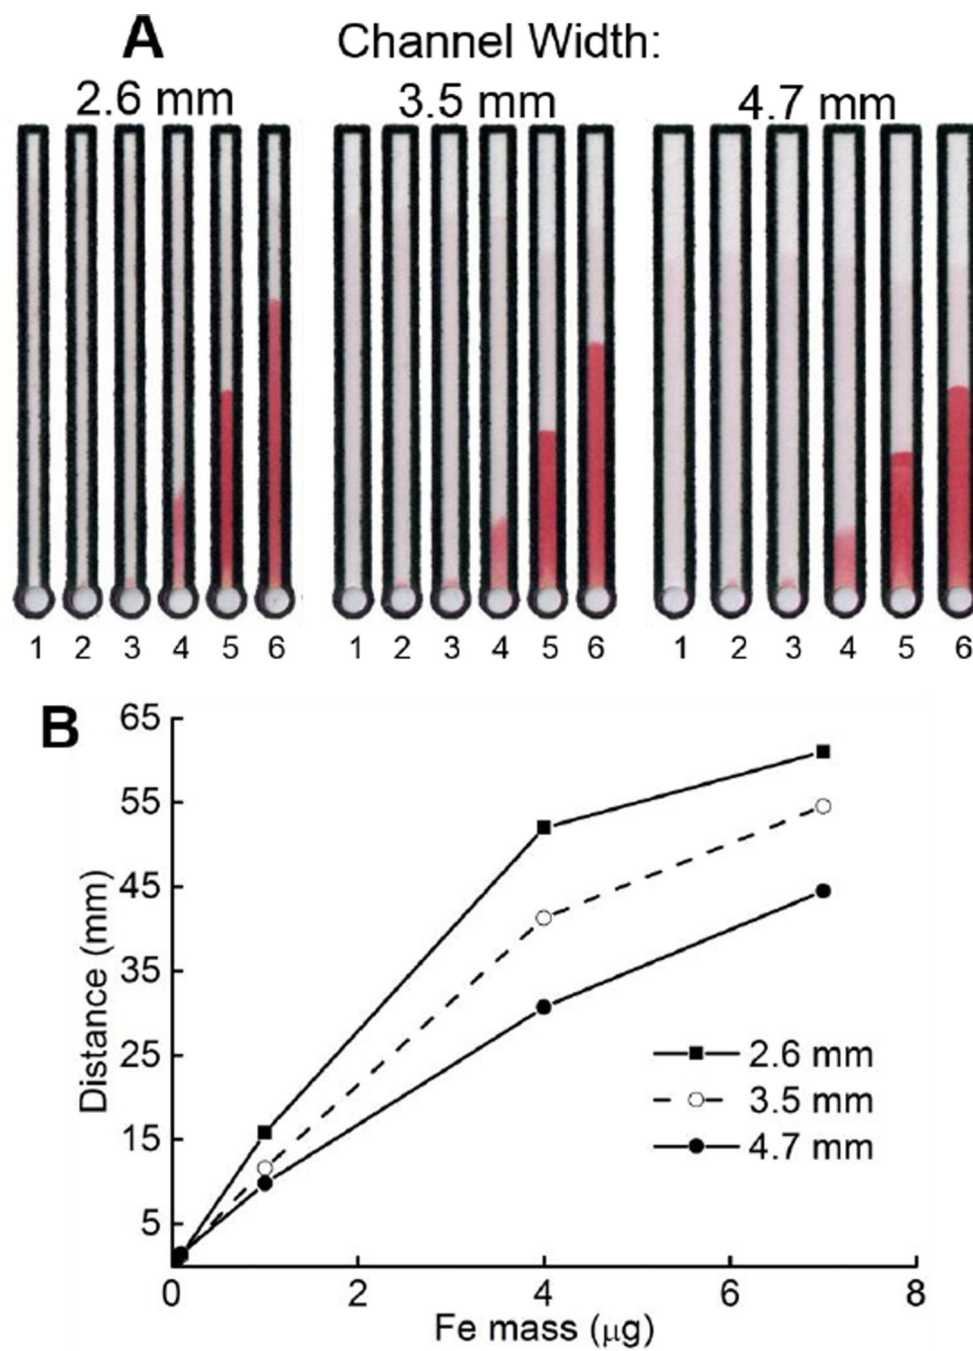 A Channel Width:
2.6 mm 3.5 mm 4.7 mm
1 2 3 4 5 6 1 2 3 4 5 6 1 2 3 4 5 6
B
65
55
45
35
25
15
5
Distance (mm)
2.6 mm
3.5 mm
4.7 mm
0 2 4 6 8
Fe mass (μg)